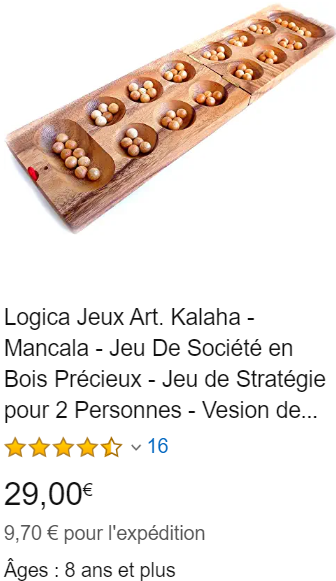 Logica Jeux Art. Kalaha -
Mancala - Jeu De Société en
Bois Précieux - Jeu de Stratégie
pour 2 Personnes - Vesion de...
16
29,00€
9,70 € pour l'expédition
Âges : 8 ans et plus